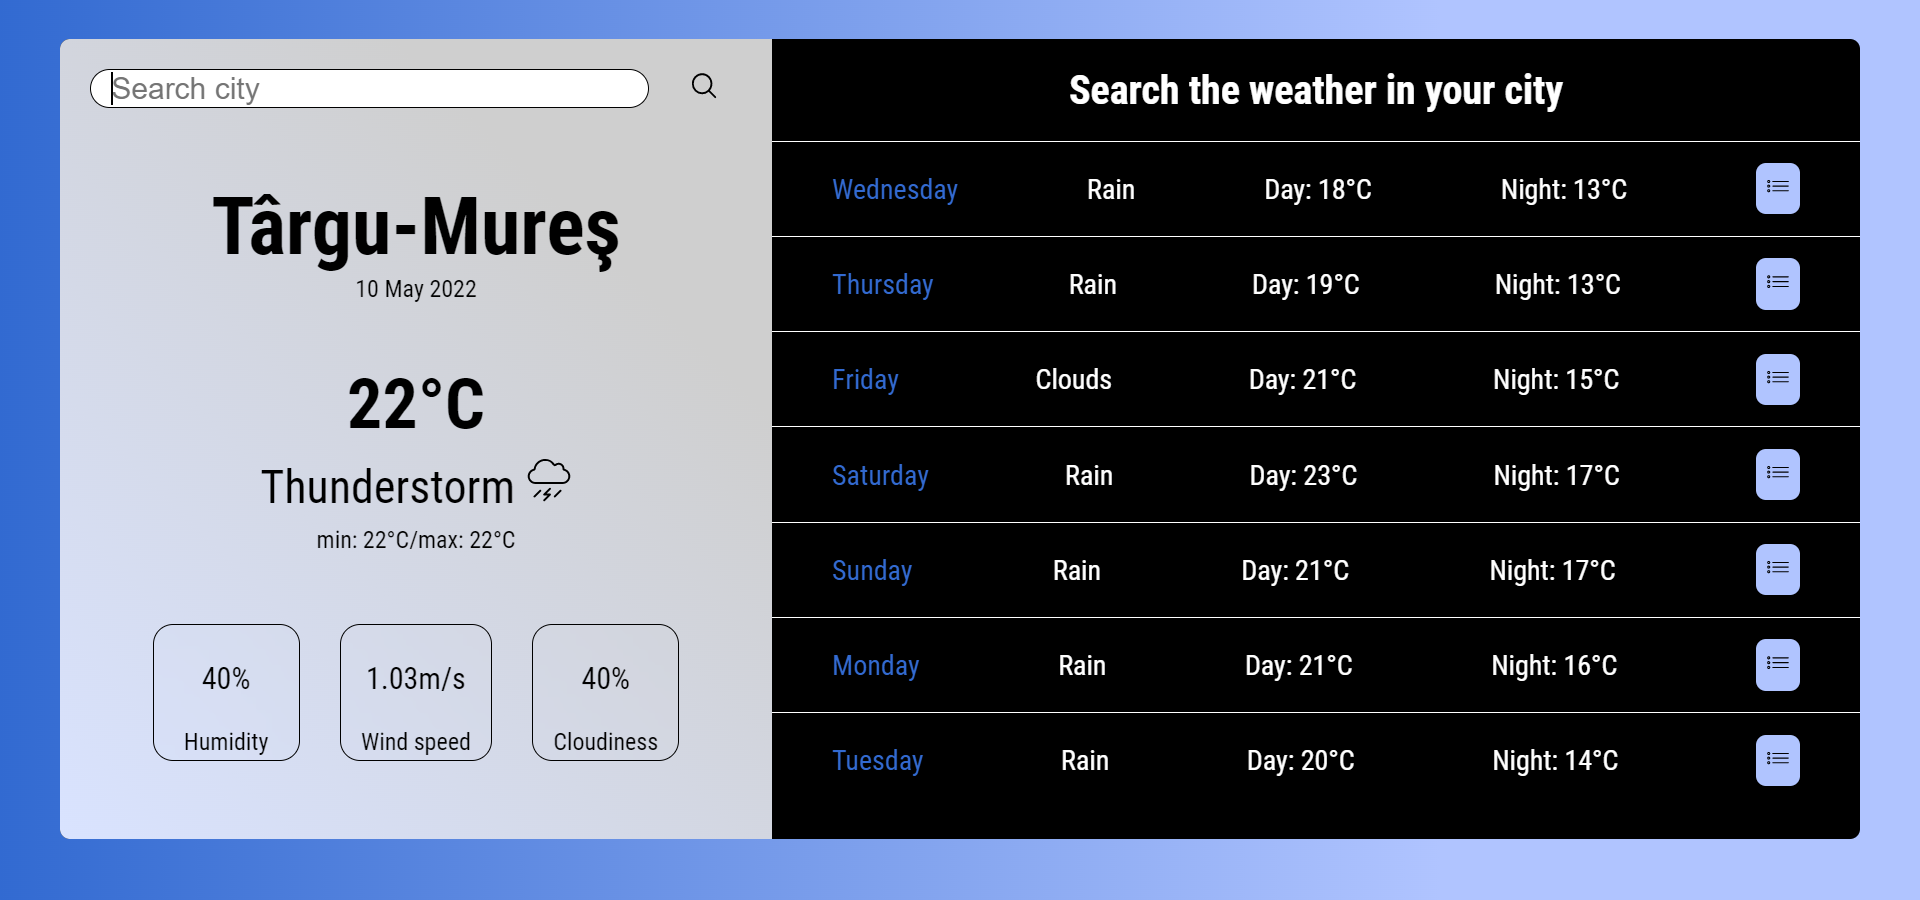 Search city
Târgu-Mureş
10 May 2022
22°C
Thunderstorm
min: 22°C/max: 22°C
40%
Humidity
1.03m/s
Wind speed
40%
Cloudiness
Search the weather in your city
Wednesday Rain Day: 18°C Night: 13°C
Thursday Rain Day: 19°C Night: 13°C
Friday Clouds Day: 21°C Night: 15°C
Saturday Rain Day: 23°C Night: 17°C
Sunday Rain Day: 21°C Night: 17°C
Monday Rain Day: 21°C Night: 16°C
Tuesday Rain Day: 20°C Night: 14°C